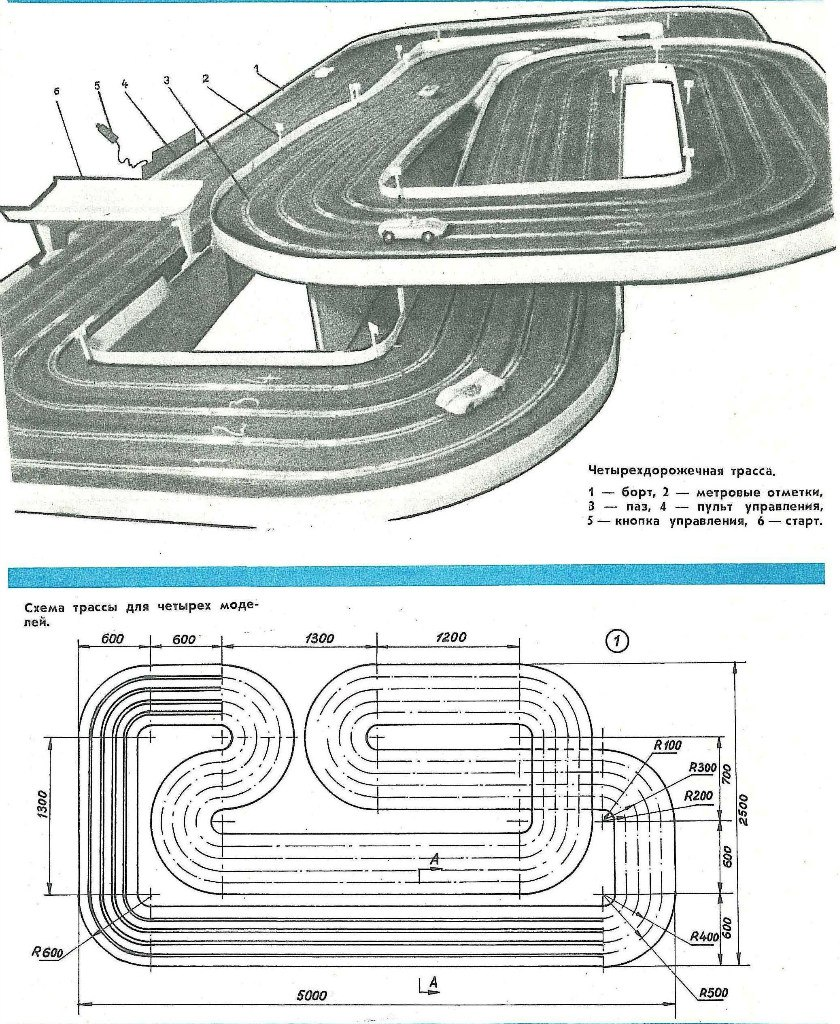 6
5
4
3
2
1
Четырехдорожечная трасса.
1 — борт, 2 — метровые отметки,
3 — паз, 4 — пульт управления,
5 — кнопка управления, 6 — старт.
Схема трассы для четырех моде-
лей.
600
600
1300
1200
1
R100
R300
R200
700
2500
1300
600
А
R600
R400
600
R500
А
5000